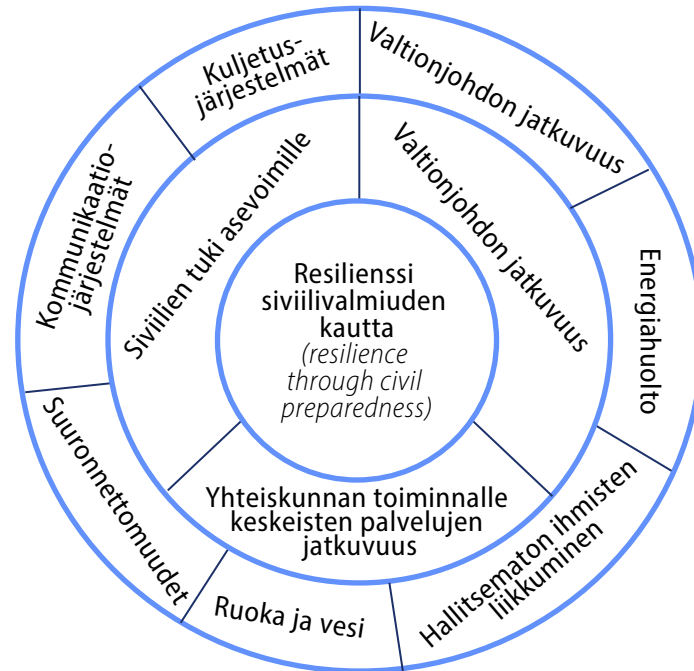 Resilienssi
siviilivalmiuden
kautta
(resilience
through civil
preparedness)
Valtionjohdon jatkuvuus
Yhteiskunnan toiminnalle
keskeisten palvelujen
jatkuvuus
Siviilien tuki asevoimille
Valtionjohdon jatkuvuus
Energiahuolto
Hallitsematon ihmisten
liikkuminen
Ruoka ja vesi
Suuronnettomuudet
Kommunikaatio-
järjestelmät
Kuljetus-
järjestelmät